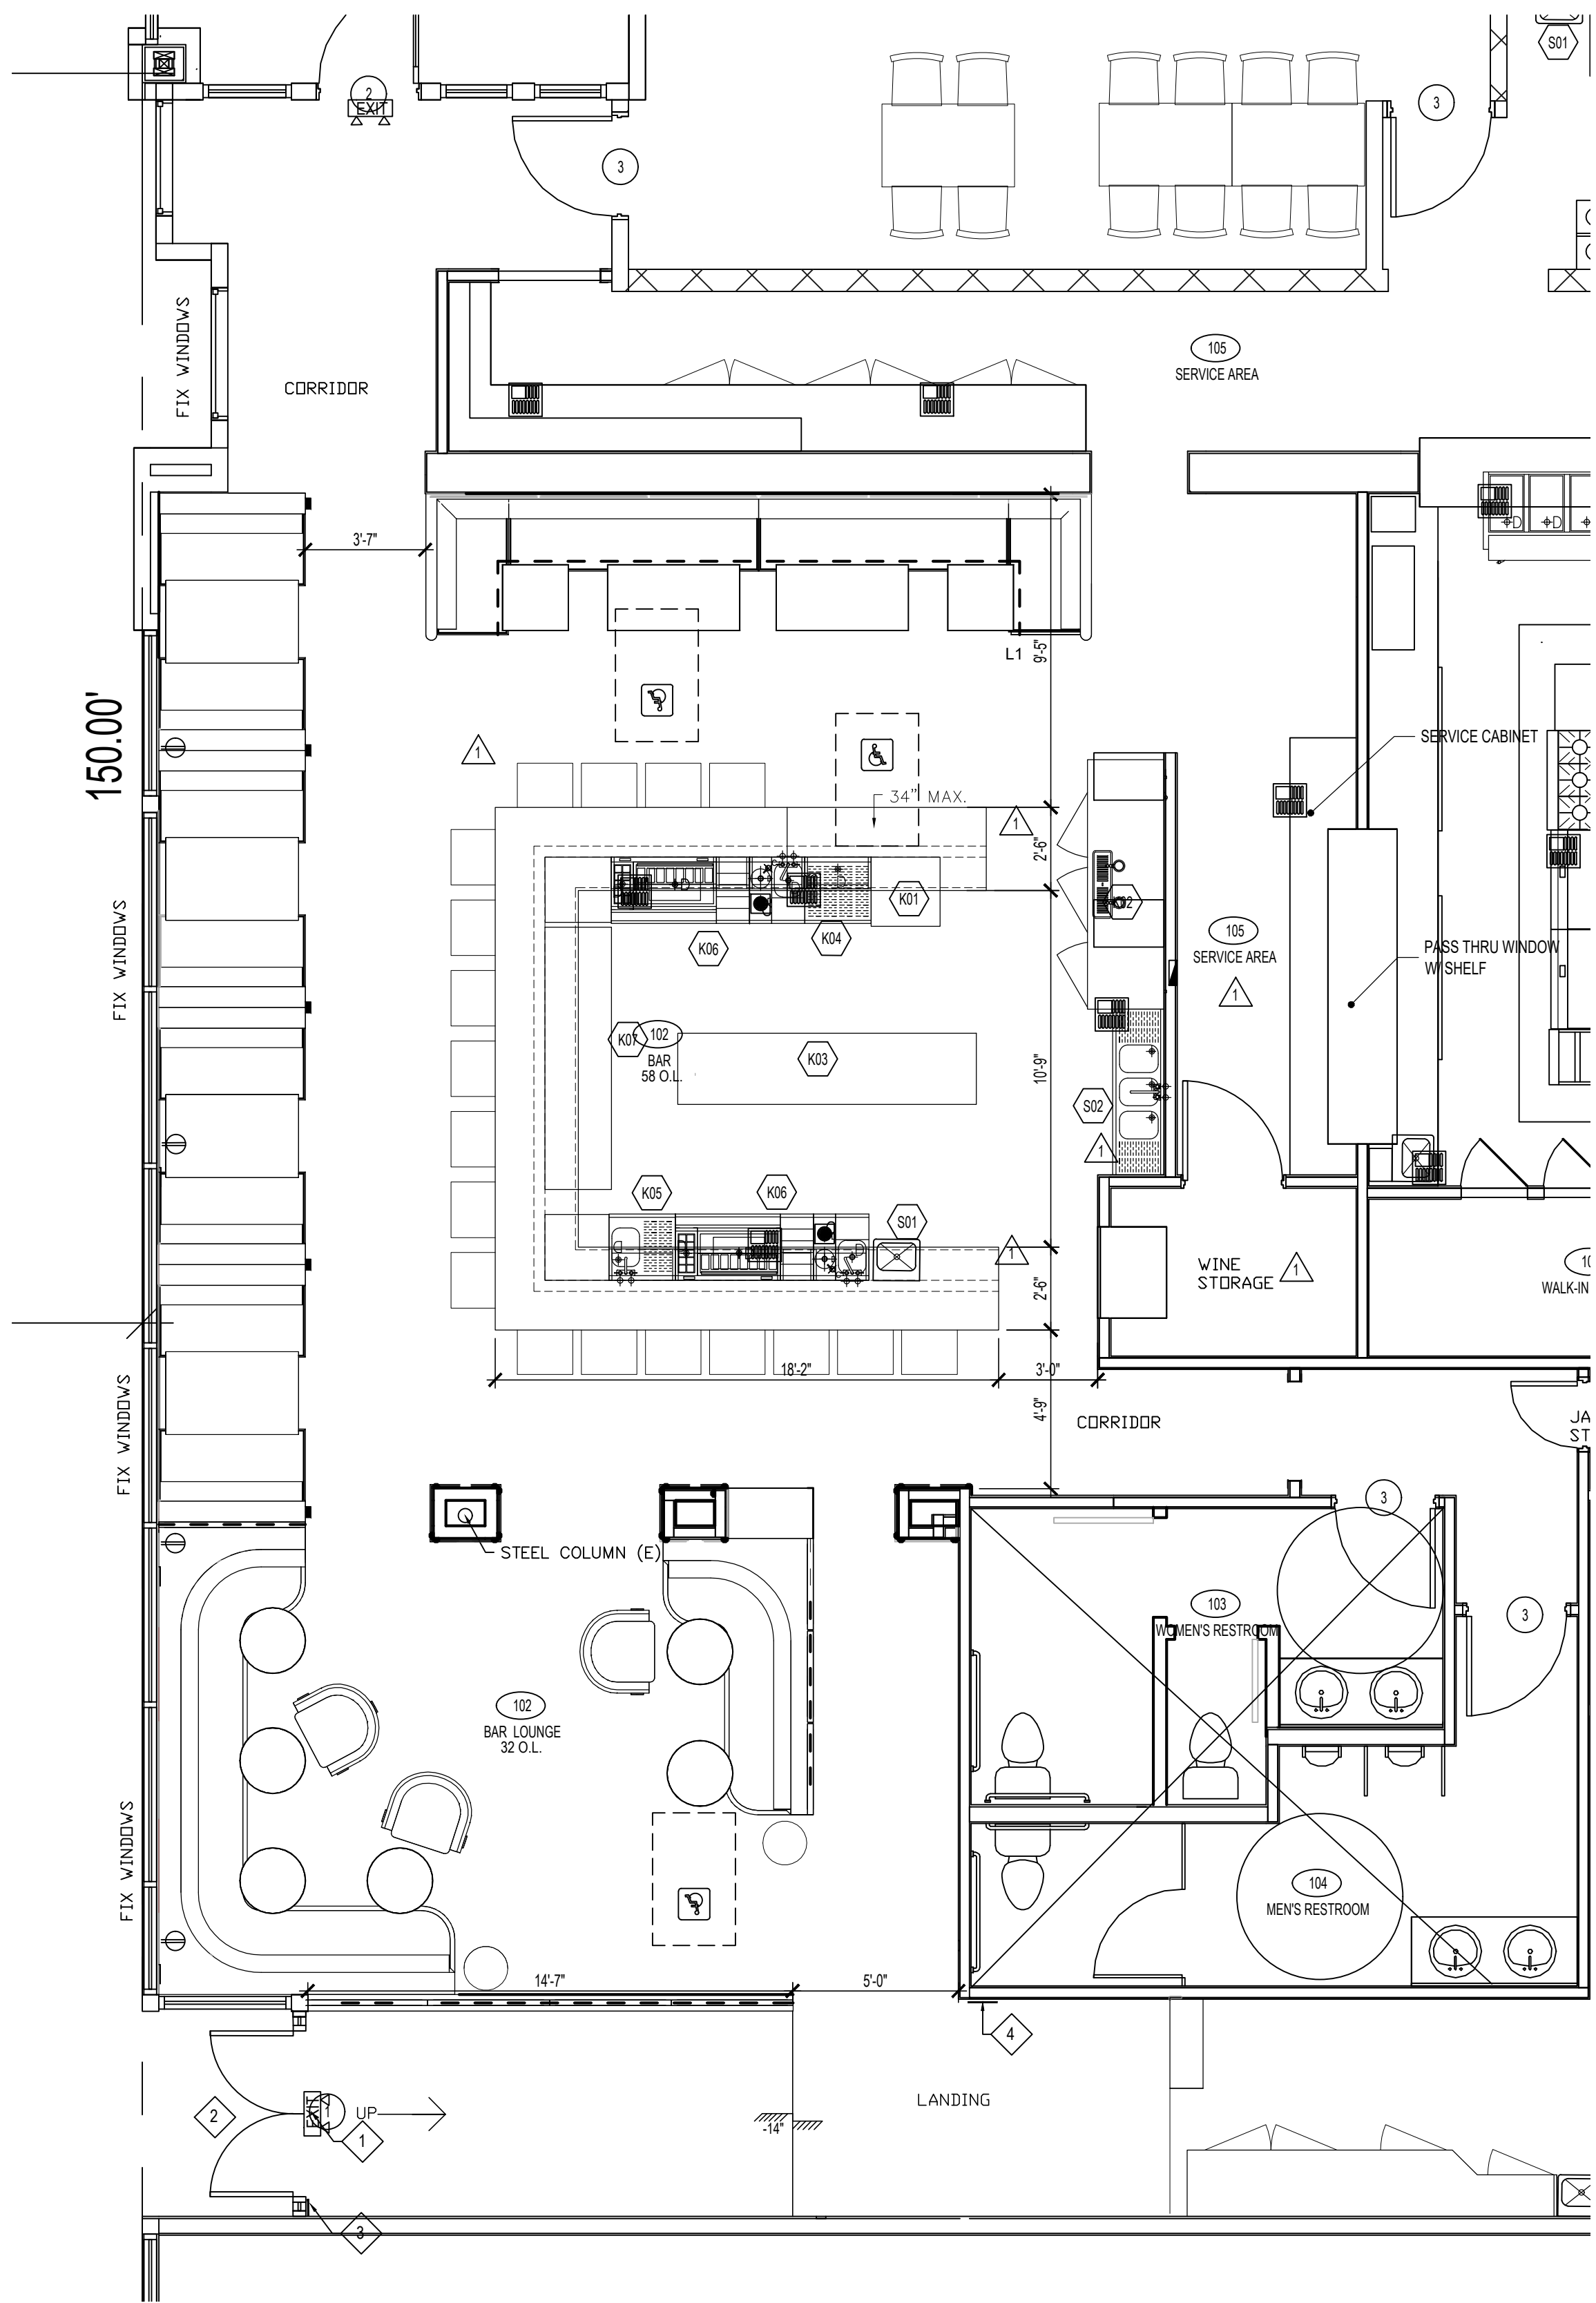 S01
2
EXIT
3
3
FIX WINDOWS
CORRIDOR
105
SERVICE AREA
3'-7"
L1
9'-5"
150.00'
1
SERVICE CABINET
34" MAX.
1
2'-6"
K01
K04
K06
105
SERVICE AREA
1
PASS THRU WINDOW
W/ SHELF
FIX WINDOWS
K07
102
BAR
58 O.L.
K03
10'-9"
S02
1
K05
K06
S01
1
WINE
STORAGE
1
WALK-IN
2'-6"
18'-2"
3'-0"
4'-9"
CORRIDOR
JA
ST
FIX WINDOWS
3
STEEL COLUMN (E)
103
WOMEN'S RESTROOM
3
102
BAR LOUNGE
32 O.L.
FIX WINDOWS
104
MEN'S RESTROOM
14'-7"
5'-0"
4
LANDING
2
EXIT
1
UP
1
-14"
3